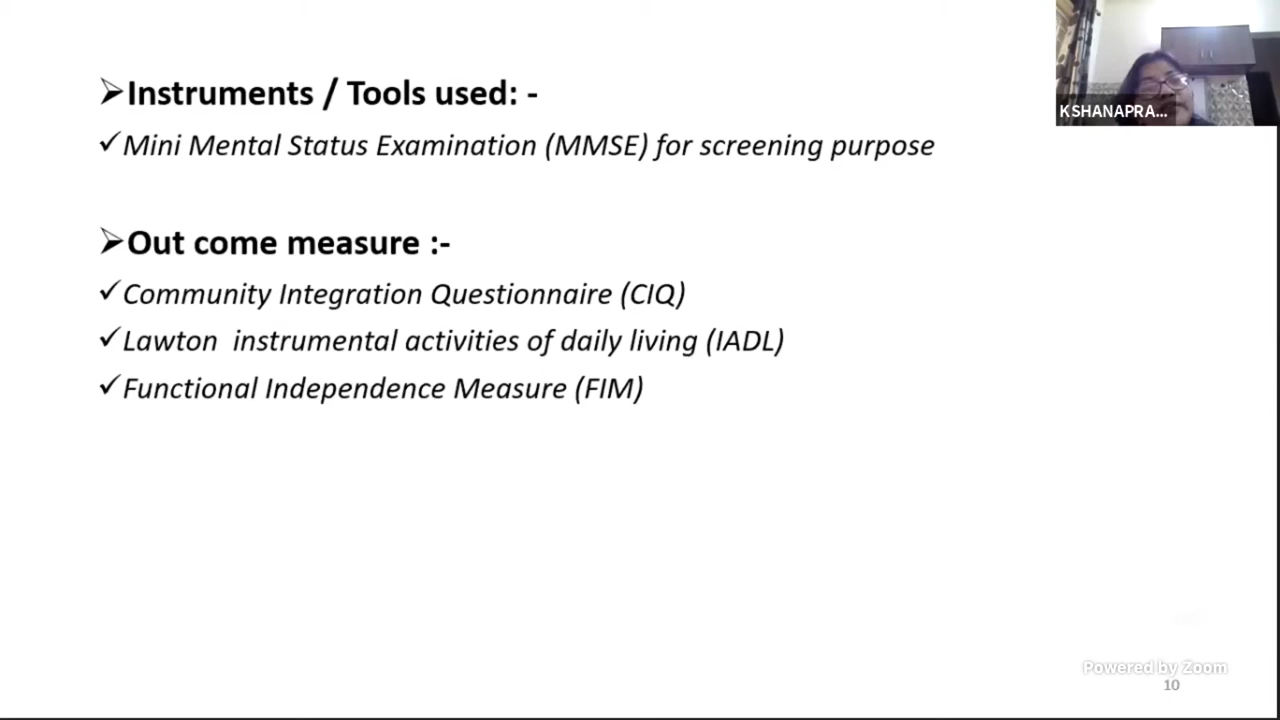 ➢Instruments / Tools used: -
✓Mini Mental Status Examination (MMSE) for screening purpose
➢Out come measure :-
✓Community Integration Questionnaire (CIQ)
✓Lawton instrumental activities of daily living (IADL)
✓Functional Independence Measure (FIM)
KSHANAPRA...
Powered by Zoom
10